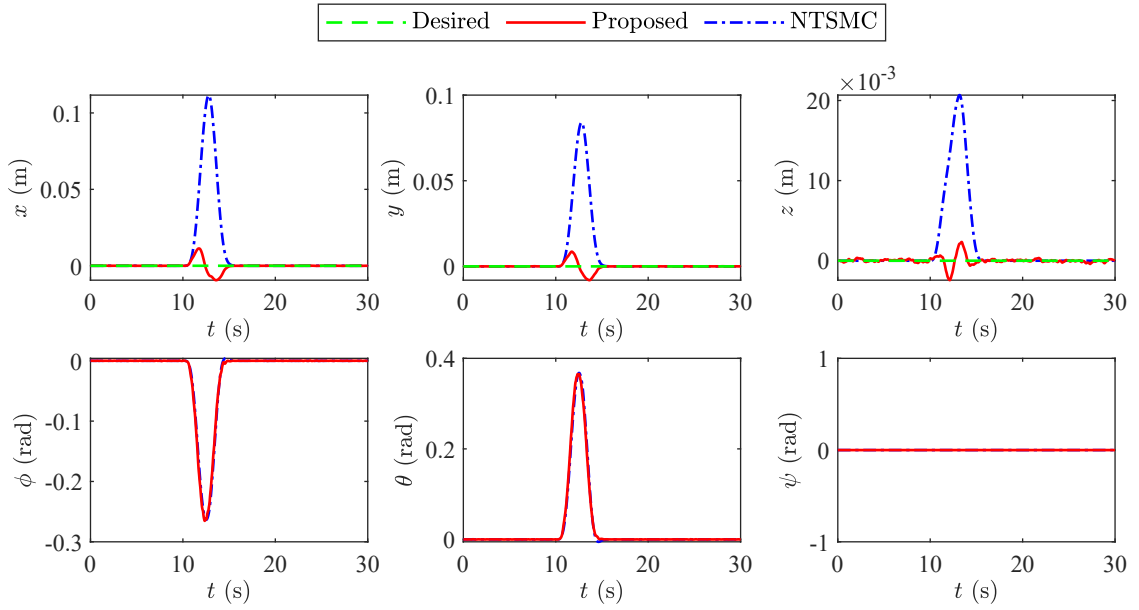 Desired Proposed NTSMC
×10-3
0.1 0.1 20
0.05 0.05 10
0 0 0
x (m) y (m) z (m)
0 10 20 30 0 10 20 30 0 10 20 30
t (s) t (s) t (s)
0 0.4 1
-0.1 0.2 0
-0.2 0 -1
-0.3
ϕ (rad) θ (rad) ψ (rad)
0 10 20 30 0 10 20 30 0 10 20 30
t (s) t (s) t (s)